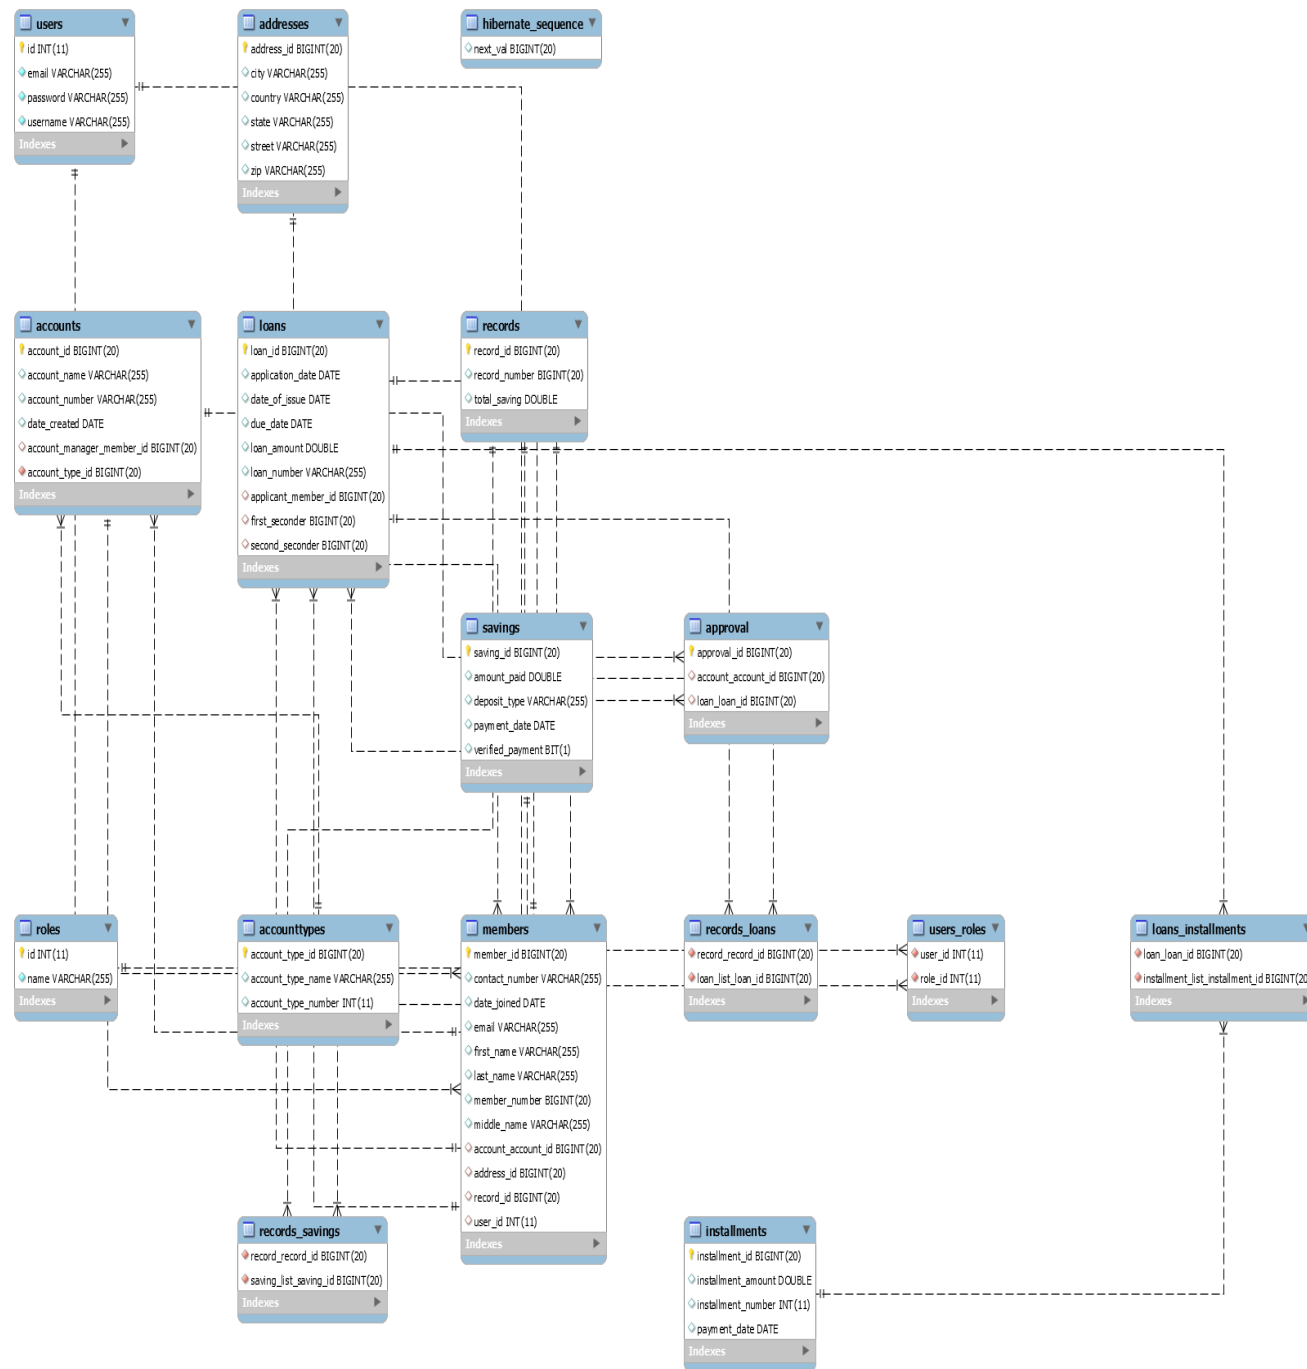 users
id INT(11)
email VARCHAR(255)
password VARCHAR(255)
username VARCHAR(255)
Indexes
addresses
address_id BIGINT(20)
city VARCHAR(255)
country VARCHAR(255)
state VARCHAR(255)
street VARCHAR(255)
zip VARCHAR(255)
Indexes
hibernate_sequence
next_val BIGINT(20)
accounts
account_id BIGINT(20)
account_name VARCHAR(255)
account_number VARCHAR(255)
date_created DATE
account_manager_member_id BIGINT(20)
account_type_id BIGINT(20)
Indexes
loans
loan_id BIGINT(20)
application_date DATE
date_of_issue DATE
due_date DATE
loan_amount DOUBLE
loan_number VARCHAR(255)
applicant_member_id BIGINT(20)
first_seconder BIGINT(20)
second_seconder BIGINT(20)
Indexes
records
record_id BIGINT(20)
record_number BIGINT(20)
total_saving DOUBLE
Indexes
savings
saving_id BIGINT(20)
amount_paid DOUBLE
deposit_type VARCHAR(255)
payment_date DATE
verified_payment BIT(1)
Indexes
approval
approval_id BIGINT(20)
account_account_id BIGINT(20)
loan_loan_id BIGINT(20)
Indexes
roles
id INT(11)
name VARCHAR(255)
Indexes
accounttypes
account_type_id BIGINT(20)
account_type_name VARCHAR(255)
account_type_number INT(11)
Indexes
members
member_id BIGINT(20)
contact_number VARCHAR(255)
date_joined DATE
email VARCHAR(255)
first_name VARCHAR(255)
last_name VARCHAR(255)
member_number BIGINT(20)
middle_name VARCHAR(255)
account_account_id BIGINT(20)
address_id BIGINT(20)
record_id BIGINT(20)
user_id INT(11)
Indexes
records_loans
record_record_id BIGINT(20)
loan_list_loan_id BIGINT(20)
Indexes
users_roles
user_id INT(11)
role_id INT(11)
Indexes
loans_installments
loan_loan_id BIGINT(20)
installment_list_installment_id BIGINT(20
Indexes
records_savings
record_record_id BIGINT(20)
saving_list_saving_id BIGINT(20)
Indexes
installments
installment_id BIGINT(20)
installment_amount DOUBLE
installment_number INT(11)
payment_date DATE
Indexes